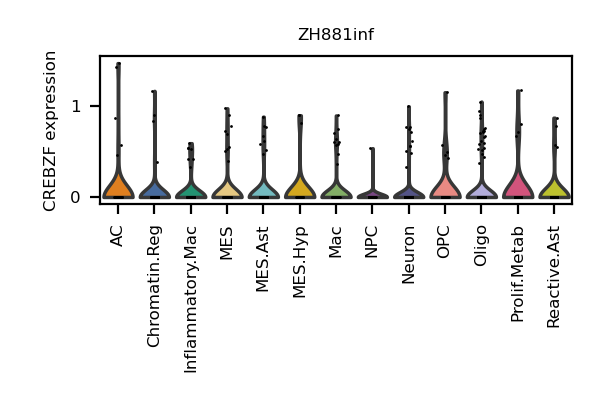 ZH881inf
CREBZF expression
1
0
AC
Chromatin.Reg
Inflammatory.Mac
MES
MES.Ast
MES.Hyp
Mac
NPC
Neuron
OPC
Oligo
Prolif.Metab
Reactive.Ast